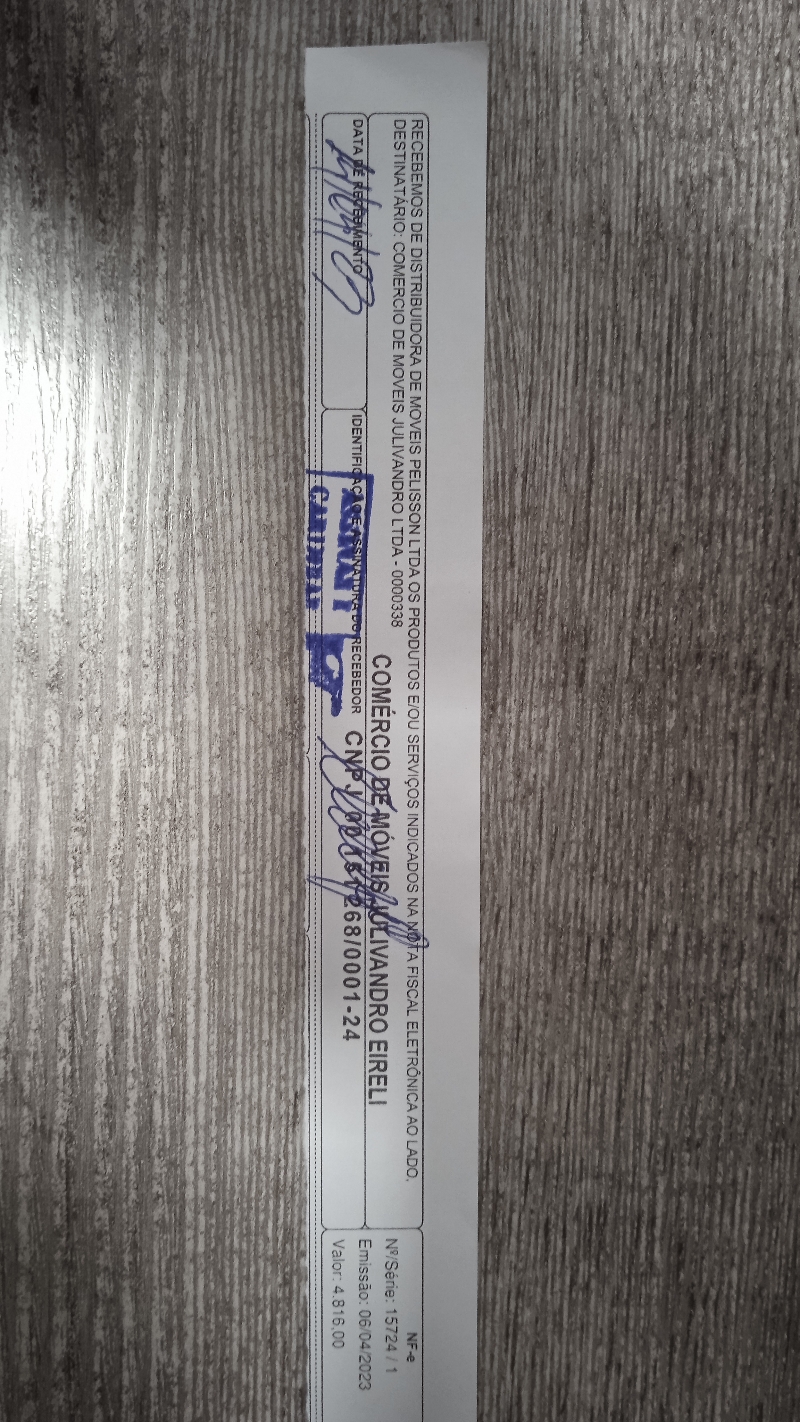 RECEBEMOS DE DISTRIBUIDORA DE MOVEIS PELISSON LTDA OS PRODUTOS E/OU SERVIÇOS INDICADOS NA NOTA FISCAL ELETRÔNICA AO LADO.
DESTINATÁRIO: COMERCIO DE MOVEIS JULIVANDRO LTDA - 0000338
COMÉRCIO DE MÓVEIS JULIVANDRO EIRELI
DATA DE RECEBIMENTO
IDENTIFICAÇÃO E ASSINATURA DO RECEBEDOR
CNPJ 268/0001-24
NF-e
Nº/Série: 15724 / 1
Emissão: 06/04/2023
Valor: 4.816,00